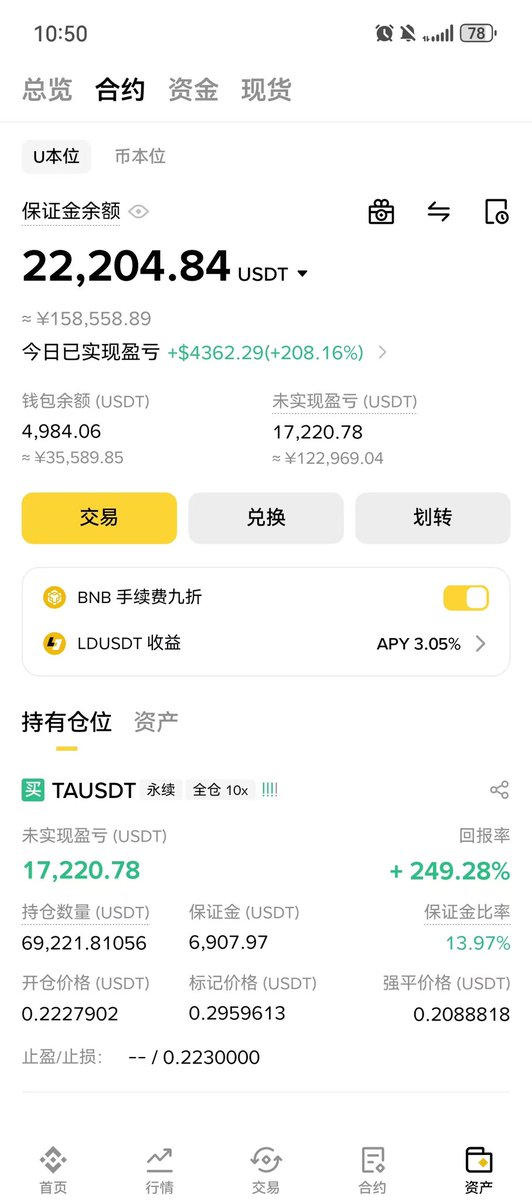 10:50
78
总览 合约 资金 现货
U本位 币本位
保证金余额
22,204.84 USDT
≈ ¥158,558.89
今日已实现盈亏 +$4362.29(+208.16%)
钱包余额 (USDT) 未实现盈亏 (USDT)
4,984.06 17,220.78
≈ ¥35,589.85 ≈ ¥122,969.04
交易 兑换 划转
BNB 手续费九折
LDUSDT 收益 APY 3.05%
持有仓位 资产
买 TAUSDT 永续 全仓 10x !!!!
未实现盈亏 (USDT) 回报率
17,220.78 + 249.28%
持仓数量 (USDT) 保证金 (USDT) 保证金比率
69,221.81056 6,907.97 13.97%
开仓价格 (USDT) 标记价格 (USDT) 强平价格 (USDT)
0.2227902 0.2959613 0.2088818
止盈/止损: -- / 0.2230000
首页 行情 交易 合约 资产